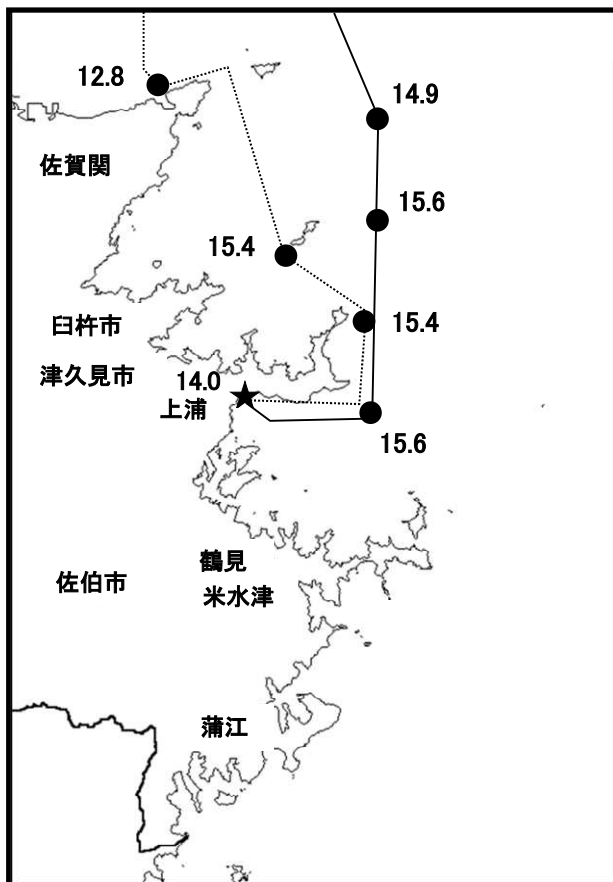 12.8
14.9
佐賀関
15.6
15.4
臼杵市
15.4
津久見市
14.0
上浦
15.6
鶴見
佐伯市
米水津
蒲江